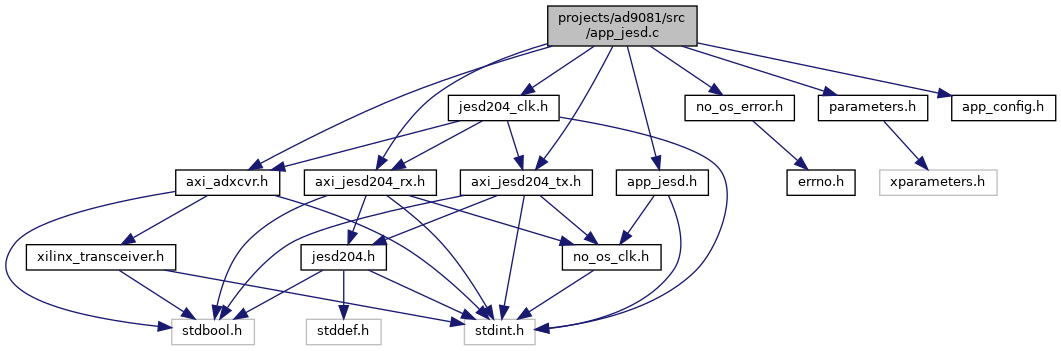 projects/ad9081/src
/app_jesd.c
jesd204_clk.h
no_os_error.h
parameters.h
app_config.h
axi_adxcvr.h
axi_jesd204_rx.h
axi_jesd204_tx.h
app_jesd.h
errno.h
xparameters.h
xilinx_transceiver.h
jesd204.h
no_os_clk.h
stdbool.h
stddef.h
stdint.h